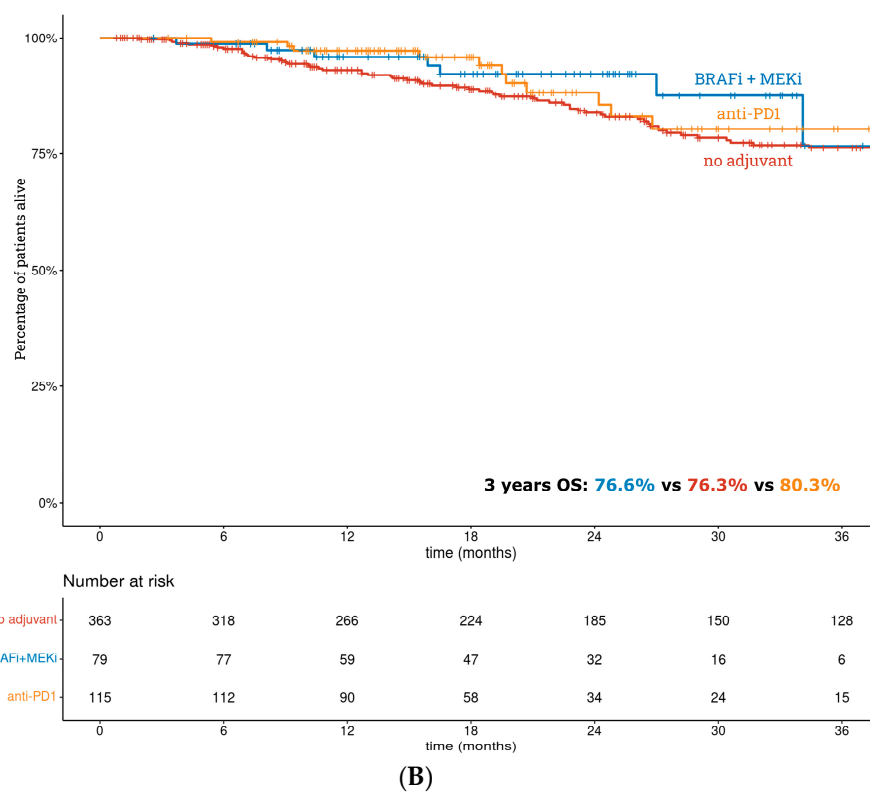 100%
75%
50%
25%
0%
Percentage of patients alive
BRAFi + MEKi
anti-PD1
no adjuvant
3 years OS: 76.6% vs 76.3% vs 80.3%
0 6 12 18 24 30 36
time (months)
Number at risk
adjuvant 363 318 266 224 185 150 128
AFi+MEKi 79 77 59 47 32 16 6
anti-PD1 115 112 90 58 34 24 15
0 6 12 18 24 30 36
time (months)
(B)